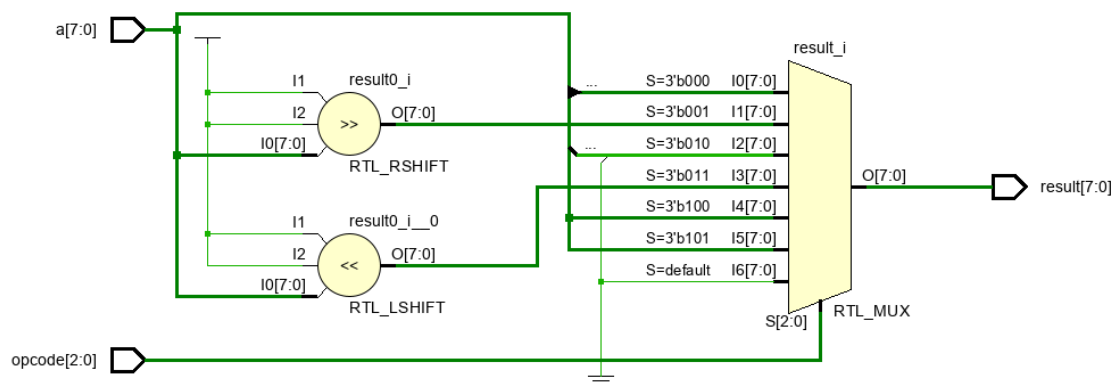 a[7:0]
result_i
I1 result0_i
... S=3'b000 I0[7:0]
I2 >> O[7:0]
S=3'b001 I1[7:0]
I0[7:0]
... S=3'b010 I2[7:0]
RTL_RSHIFT
S=3'b011 I3[7:0] O[7:0] result[7:0]
I1 result0_i__0
S=3'b100 I4[7:0]
I2 << O[7:0]
S=3'b101 I5[7:0]
I0[7:0]
S=default I6[7:0]
RTL_LSHIFT
S[2:0] RTL_MUX
opcode[2:0]